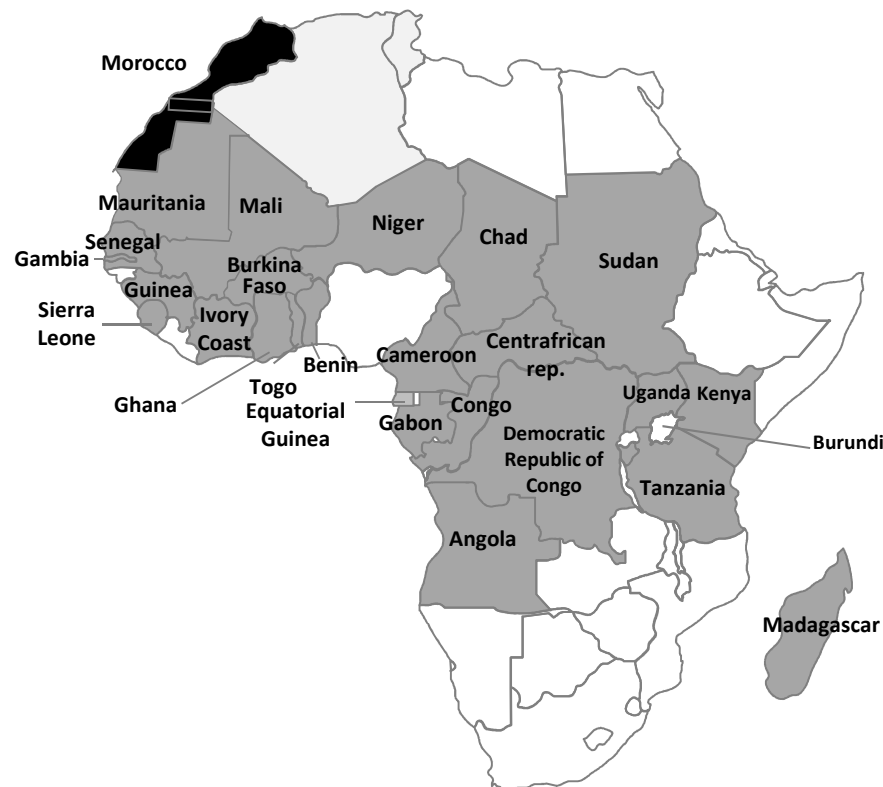 Morocco
Mauritania
Mali
Niger
Chad
Sudan
Senegal
Gambia
Burkina
Faso
Guinea
Sierra
Leone
Ivory
Coast
Ghana
Togo
Benin
Cameroon
Centrafrican
rep.
Equatorial
Guinea
Gabon
Congo
Uganda
Kenya
Democratic
Republic of
Congo
Burundi
Tanzania
Angola
Madagascar